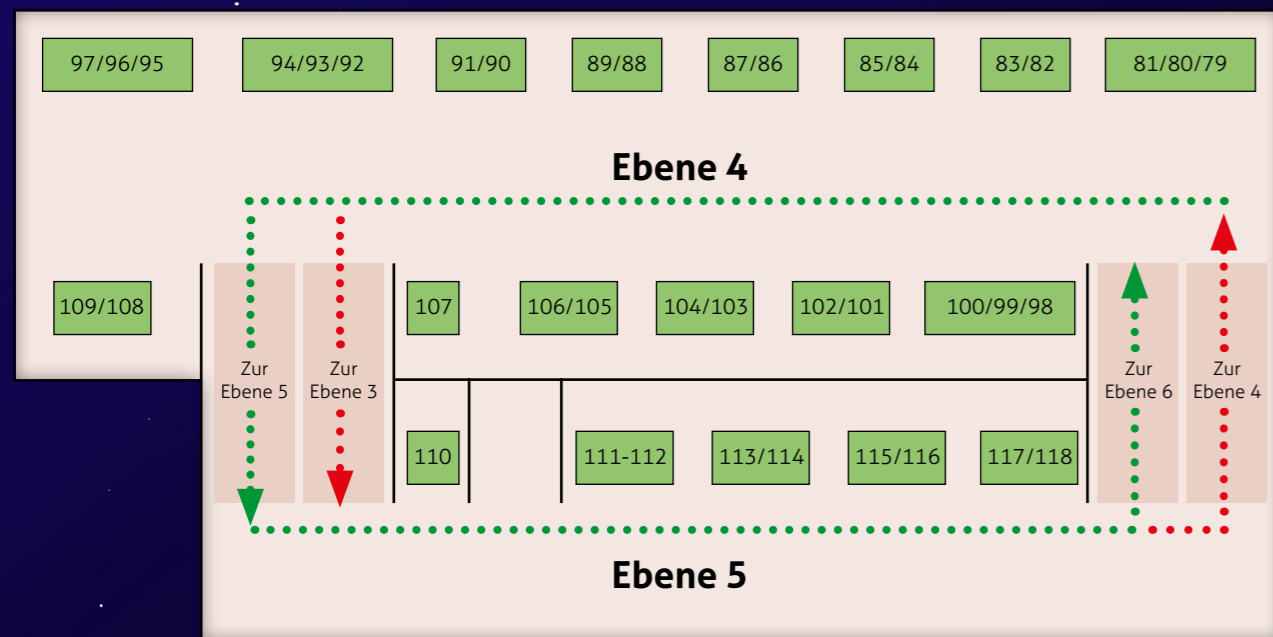 97/96/95
94/93/92
91/90
89/88
87/86
85/84
83/82
81/80/79
Ebene 4
109/108
107
106/105
104/103
102/101
100/99/98
Zur
Ebene 5
Zur
Ebene 3
Zur
Ebene 6
Zur
Ebene 4
110
111-112
113/114
115/116
117/118
Ebene 5